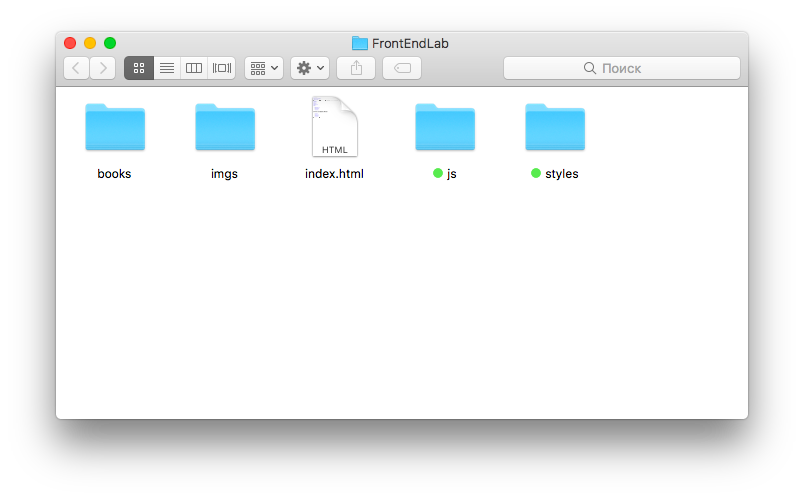 FrontEndLab
Поиск
HTML
books
imgs
index.html
js
styles